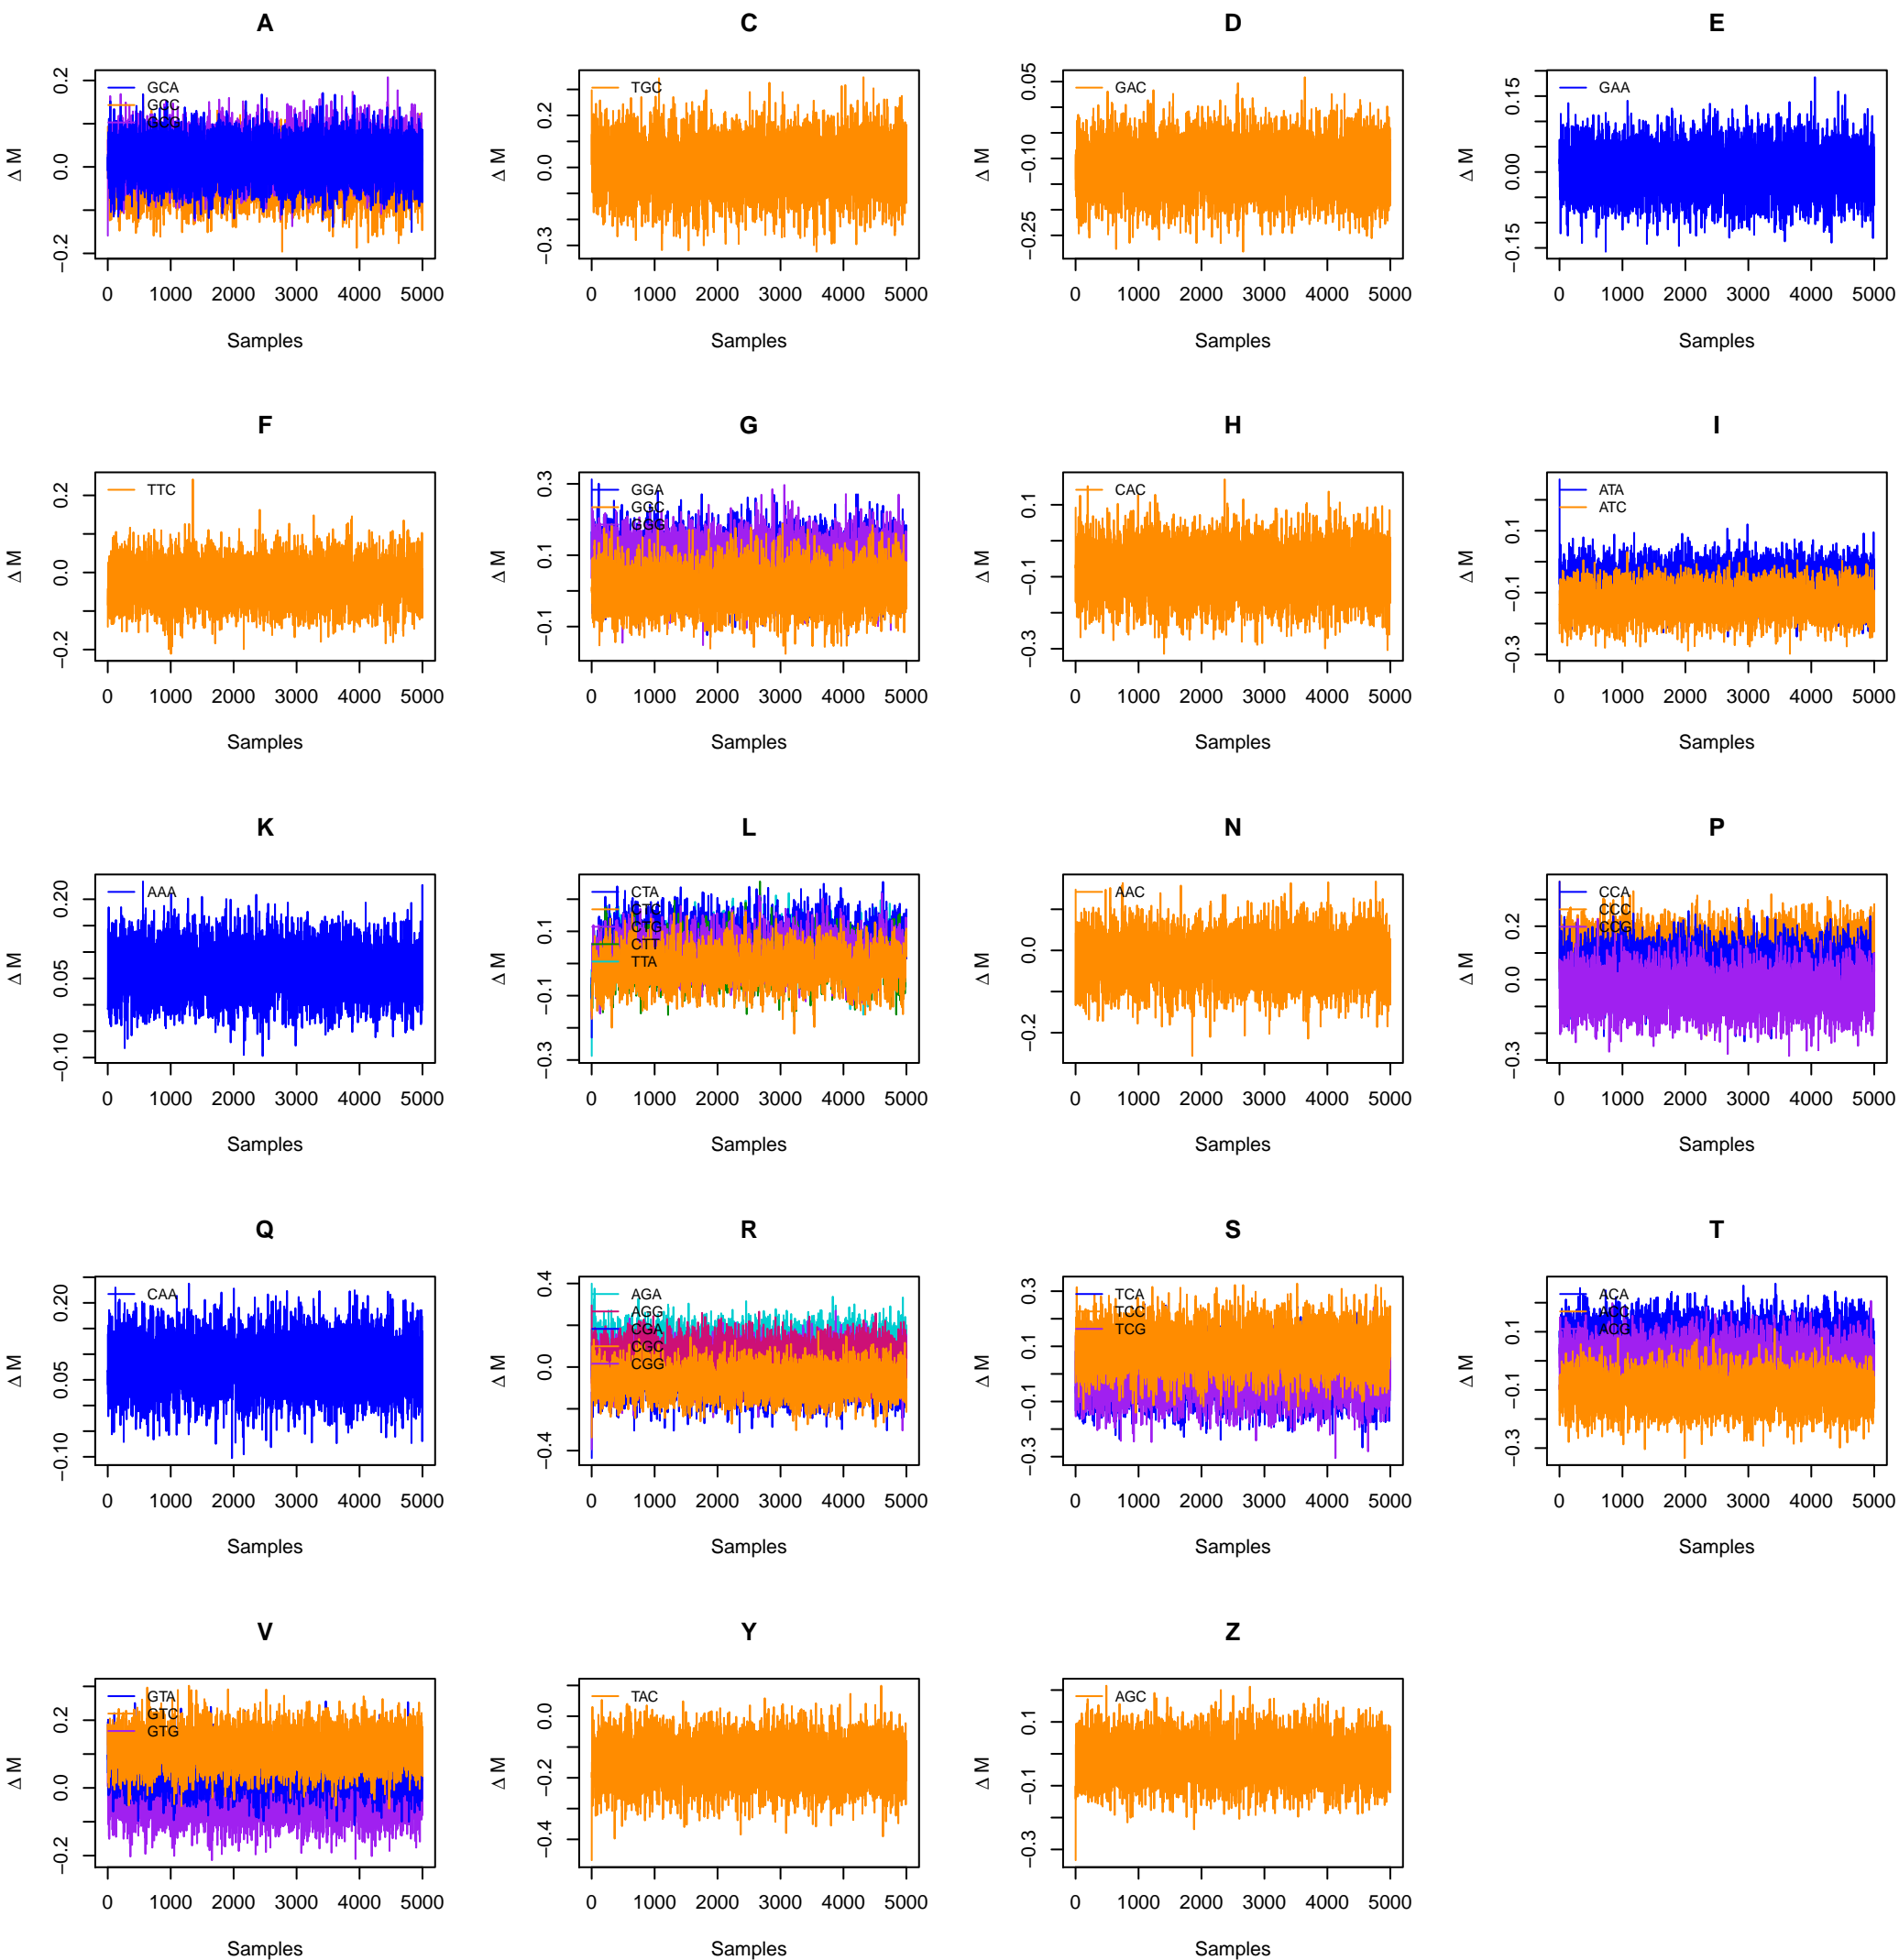 A
Δ M
0.2
0.0
−0.2
GCA
GCC
GCG
0 1000 2000 3000 4000 5000
Samples
C
Δ M
0.2
0.0
−0.3
TGC
0 1000 2000 3000 4000 5000
Samples
D
Δ M
0.05
−0.10
−0.25
GAC
0 1000 2000 3000 4000 5000
Samples
E
Δ M
0.15
0.00
−0.15
GAA
0 1000 2000 3000 4000 5000
Samples
F
Δ M
0.2
0.0
−0.2
TTC
0 1000 2000 3000 4000 5000
Samples
G
Δ M
0.3
0.1
−0.1
GGA
GGC
GGG
0 1000 2000 3000 4000 5000
Samples
H
Δ M
0.1
−0.1
−0.3
CAC
0 1000 2000 3000 4000 5000
Samples
I
Δ M
0.1
−0.1
−0.3
ATA
ATC
0 1000 2000 3000 4000 5000
Samples
K
Δ M
0.20
0.05
−0.10
AAA
0 1000 2000 3000 4000 5000
Samples
L
Δ M
0.1
−0.1
−0.3
CTA
CTC
CTG
CTT
TTA
0 1000 2000 3000 4000 5000
Samples
N
Δ M
0.0
−0.2
AAC
0 1000 2000 3000 4000 5000
Samples
P
Δ M
0.2
0.0
−0.3
CCA
CCC
CCG
0 1000 2000 3000 4000 5000
Samples
Q
Δ M
0.20
0.05
−0.10
CAA
0 1000 2000 3000 4000 5000
Samples
R
Δ M
0.4
0.0
−0.4
AGA
AGG
CGA
CGC
CGG
0 1000 2000 3000 4000 5000
Samples
S
Δ M
0.3
0.1
−0.1
−0.3
TCA
TCC
TCG
0 1000 2000 3000 4000 5000
Samples
T
Δ M
0.1
−0.1
−0.3
ACA
ACC
ACG
0 1000 2000 3000 4000 5000
Samples
V
Δ M
0.2
0.0
−0.2
GTA
GTC
GTG
0 1000 2000 3000 4000 5000
Samples
Y
Δ M
0.0
−0.2
−0.4
TAC
0 1000 2000 3000 4000 5000
Samples
Z
Δ M
0.1
−0.1
−0.3
AGC
0 1000 2000 3000 4000 5000
Samples